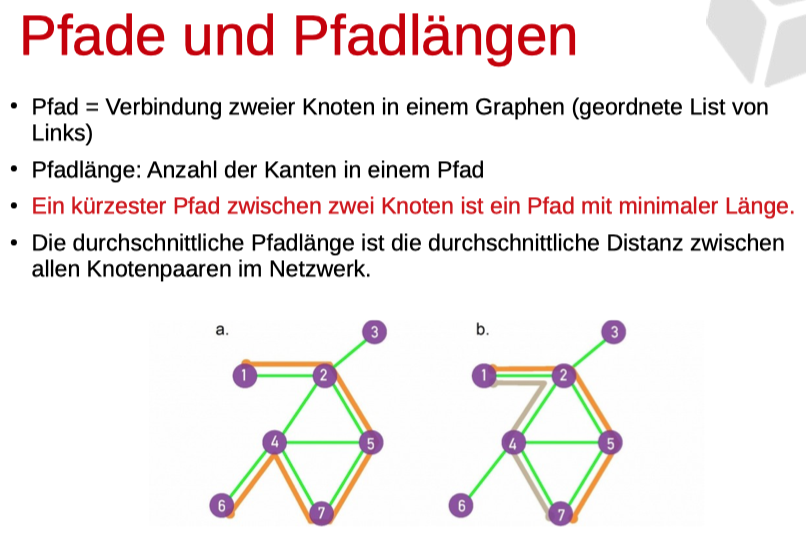 Pfade und Pfadlängen
• Pfad = Verbindung zweier Knoten in einem Graphen (geordnete List von
Links)
• Pfadlänge: Anzahl der Kanten in einem Pfad
• Ein kürzester Pfad zwischen zwei Knoten ist ein Pfad mit minimaler Länge.
• Die durchschnittliche Pfadlänge ist die durchschnittliche Distanz zwischen
allen Knotenpaaren im Netzwerk.
a.
3
1
2
4
5
6
7
b.
3
1
2
4
5
6
7